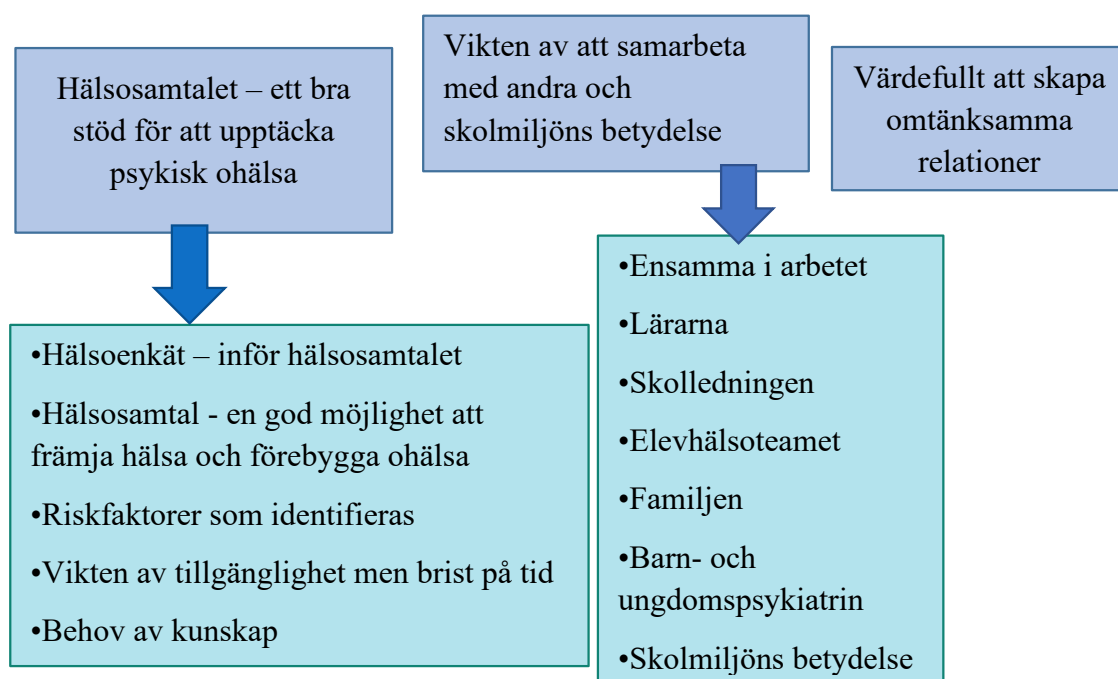 Hälsosamtalet – ett bra
stöd för att upptäcka
psykisk ohälsa
Vikten av att samarbeta
med andra och
skolmiljöns betydelse
Värdefullt att skapa
omtänksamma
relationer
•Hälsoenkät – inför hälsosamtalet
•Hälsosamtal - en god möjlighet att
främja hälsa och förebygga ohälsa
•Riskfaktorer som identifieras
•Vikten av tillgänglighet men brist på tid
•Behov av kunskap
•Ensamma i arbetet
•Lärarna
•Skolledningen
•Elevhälsoteamet
•Familjen
•Barn- och
ungdomspsykiatrin
•Skolmiljöns betydelse